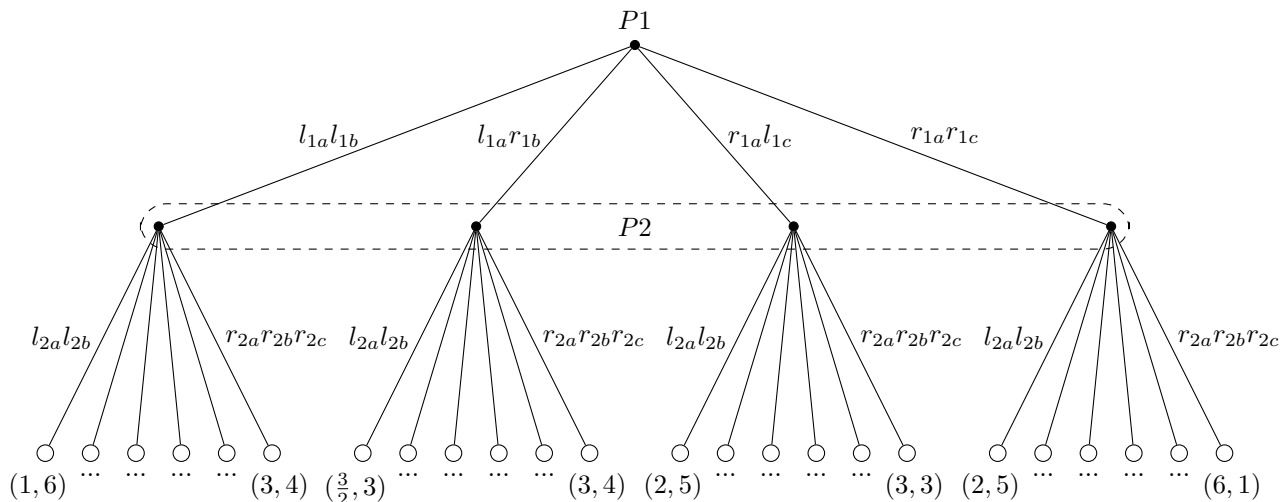 P1
l_{1a}l_{1b} l_{1a}r_{1b} r_{1a}l_{1c} r_{1a}r_{1c}
P2
l_{2a}l_{2b} r_{2a}r_{2b}r_{2c} l_{2a}l_{2b} r_{2a}r_{2b}r_{2c} l_{2a}l_{2b} r_{2a}r_{2b}r_{2c} l_{2a}l_{2b} r_{2a}r_{2b}r_{2c}
(1, 6) ... ... ... ... (3, 4) (\frac{3}{2}, 3) ... ... ... ... (3, 4) (2, 5) ... ... ... ... (3, 3) (2, 5) ... ... ... ... (6, 1)